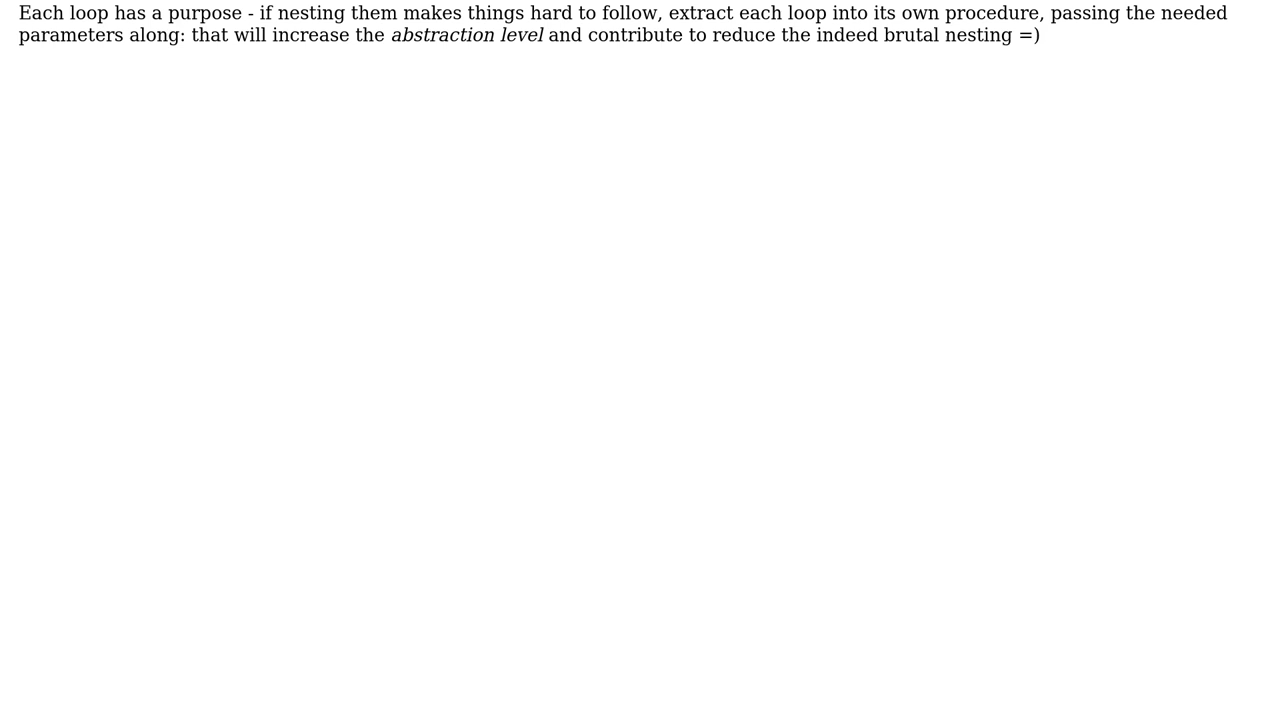 Each loop has a purpose - if nesting them makes things hard to follow, extract each loop into its own procedure, passing the needed
parameters along: that will increase the abstraction level and contribute to reduce the indeed brutal nesting =)